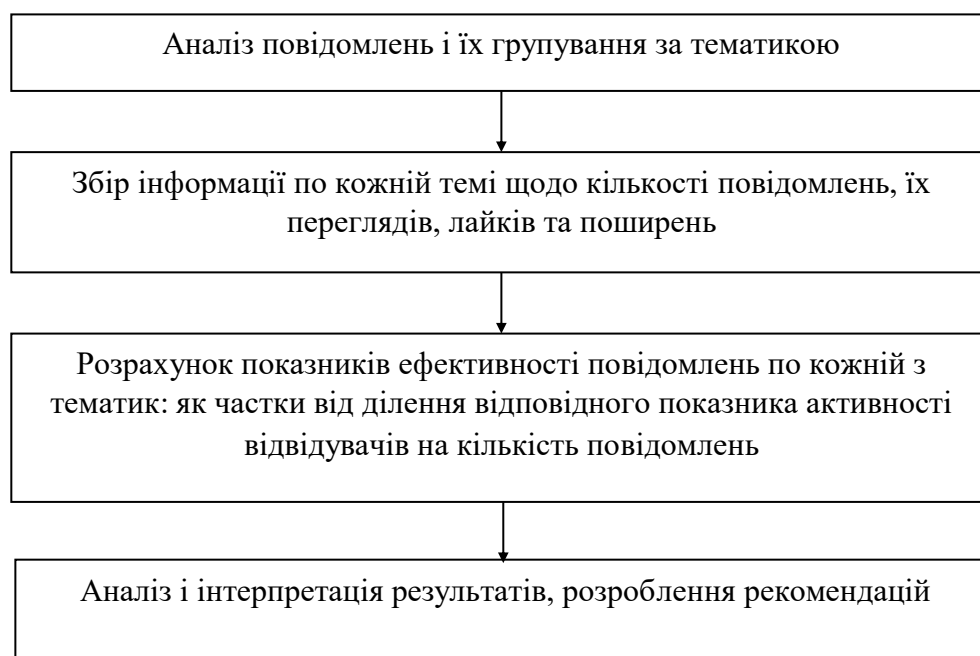 Аналіз повідомлень і їх групування за тематикою
Збір інформації по кожній темі щодо кількості повідомлень, їх
переглядів, лайків та поширень
Розрахунок показників ефективності повідомлень по кожній з
тематик: як частки від ділення відповідного показника активності
відвідувачів на кількість повідомлень
Аналіз і інтерпретація результатів, розроблення рекомендацій